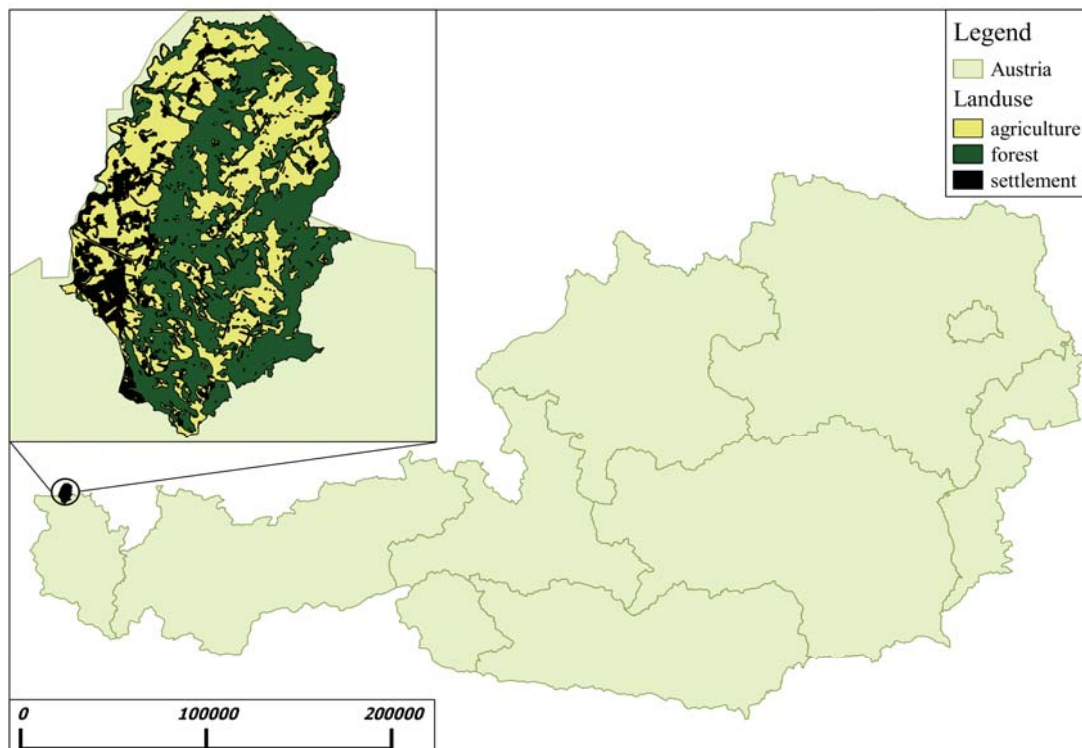 Legend
Austria
Landuse
agriculture
forest
settlement
0 100000 200000